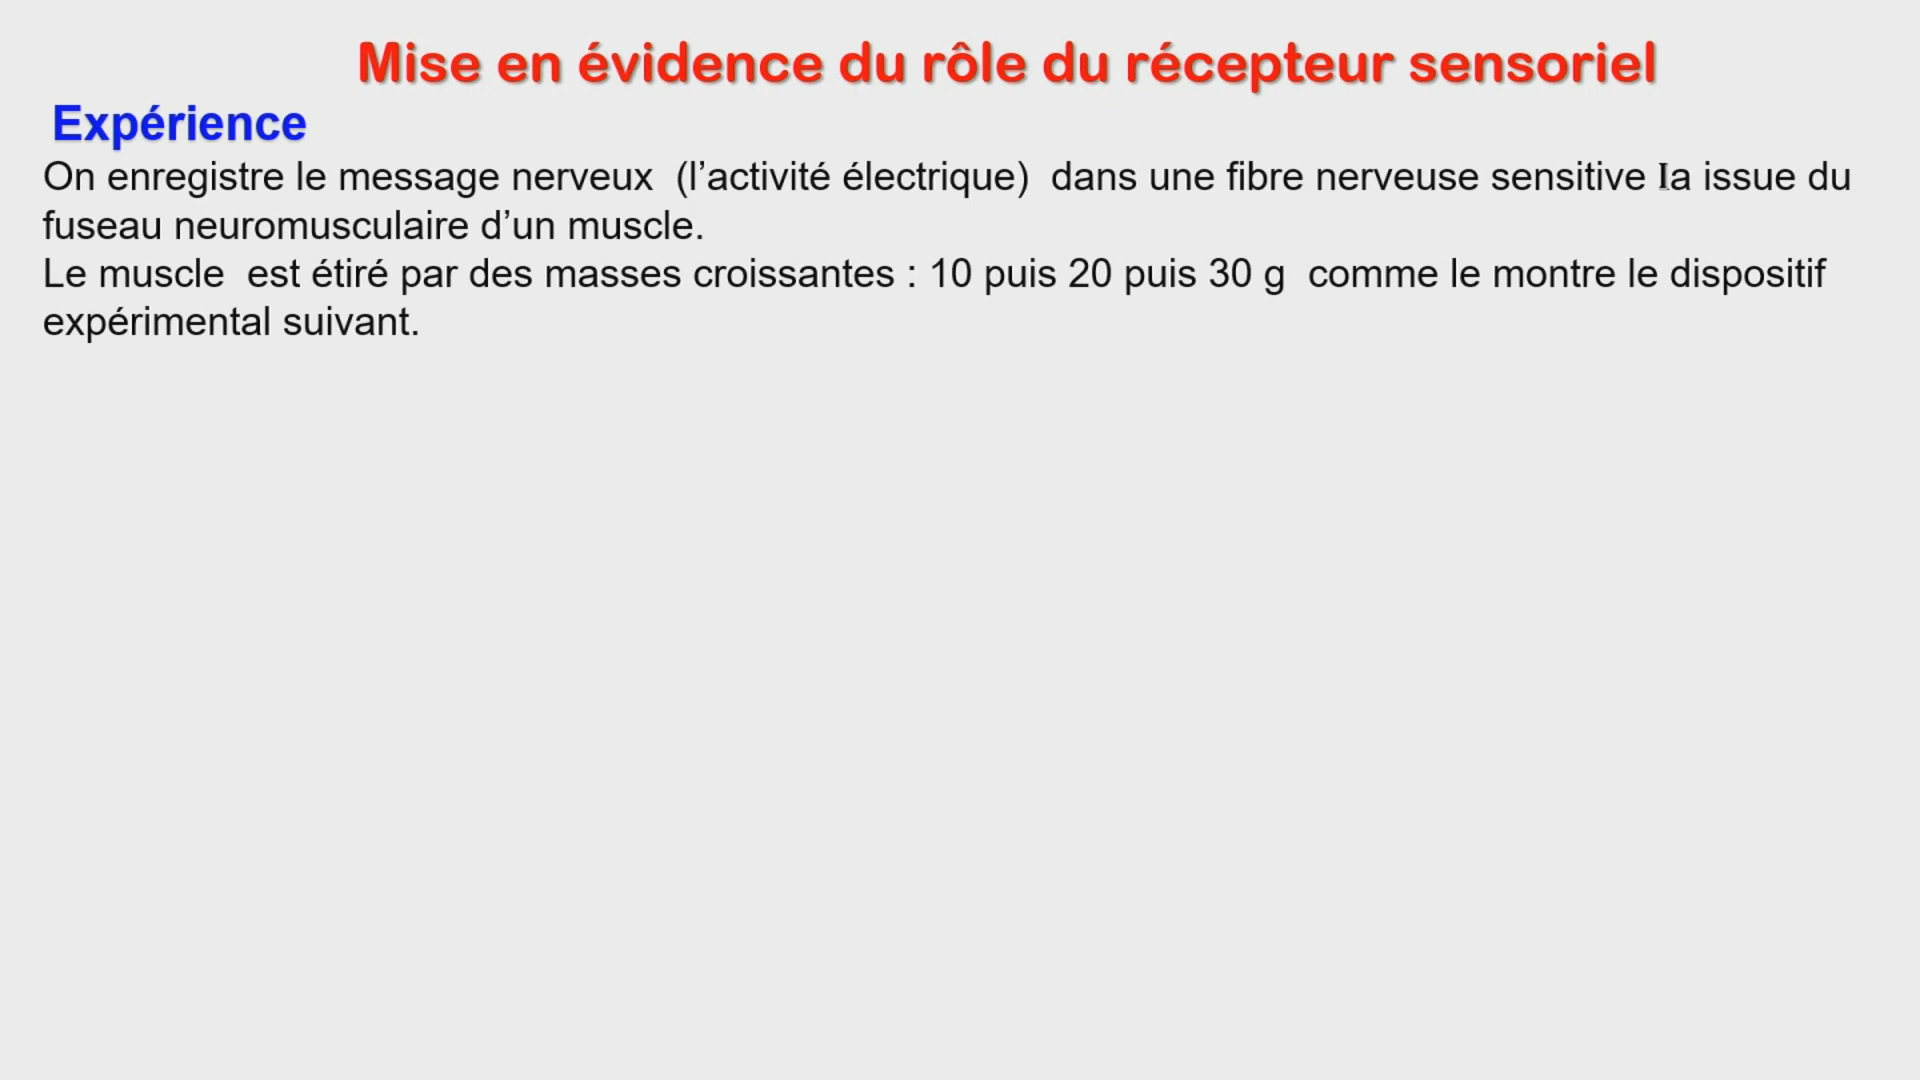 Mise en évidence du rôle du récepteur sensoriel
Expérience
On enregistre le message nerveux  (l’activité électrique)  dans une fibre nerveuse sensitive Ia issue du
fuseau neuromusculaire d’un muscle.
Le muscle  est étiré par des masses croissantes : 10 puis 20 puis 30 g  comme le montre le dispositif
expérimental suivant.